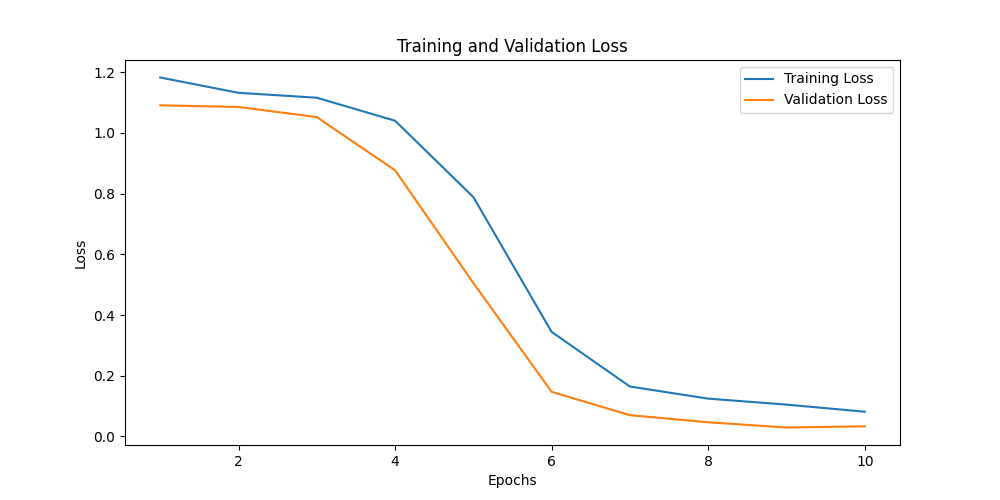 Training and Validation Loss
Training Loss
Validation Loss
1.2
1.0
0.8
0.6
0.4
0.2
0.0
Loss
2 4 6 8 10
Epochs